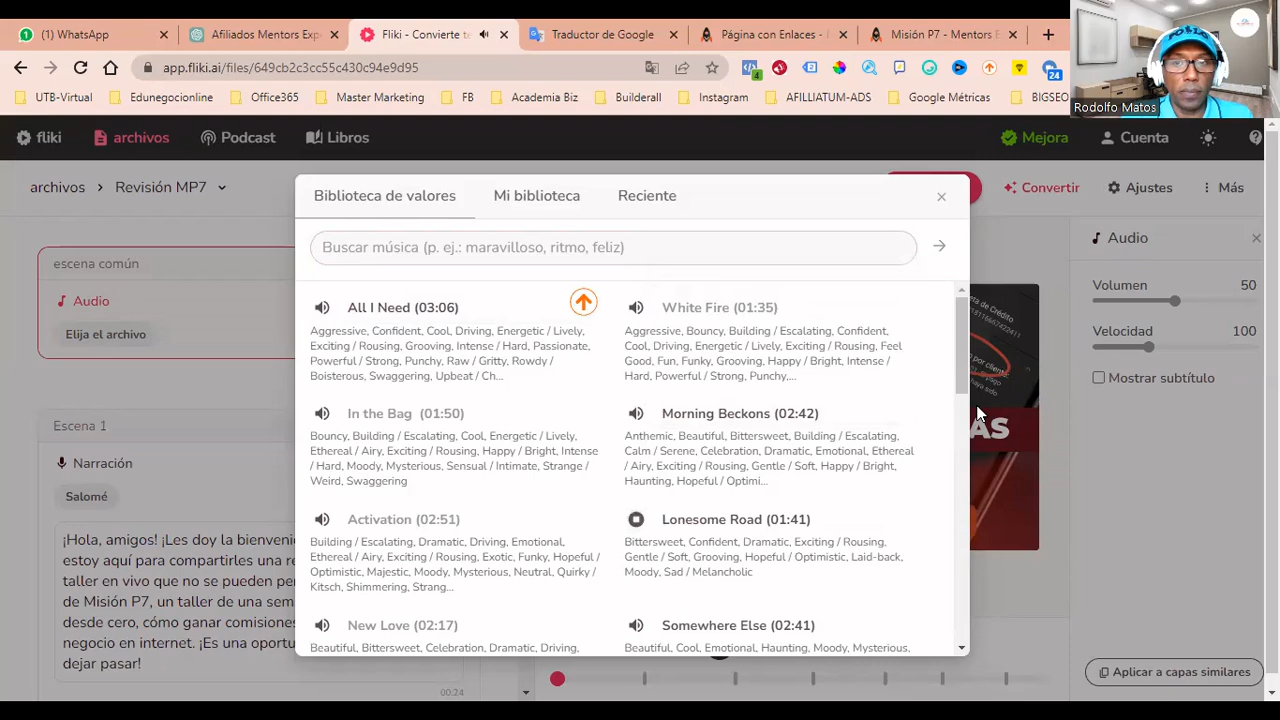 (1) WhatsApp
Afiliados Mentors Exp
Fliki - Convierte te
Traductor de Google
Página con Enlaces - I
Misión P7 - Mentors E
app.fliki.ai/files/649cb2c3cc55c430c94e9d95
4
24
UTB-Virtual
Edunegocionline
Office365
Master Marketing
FB
Academia Biz
Builderall
Instagram
AFILLIATUM-ADS
Google Métricas
BIGSEO
Rodolfo Matos
fliki
archivos
Podcast
Libros
Mejora
Cuenta
archivos > Revisión MP7
Convertir
Ajustes
Más
Biblioteca de valores
Mi biblioteca
Reciente
Buscar música (p. ej.: maravilloso, ritmo, feliz)
escena común
Audio
Elija el archivo
Escena 1
Narración
Salomé
¡Hola, amigos! ¡Les doy la bienveni
estoy aquí para compartirles una re
taller en vivo que no se pueden per
de Misión P7, un taller de una sema
desde cero, cómo ganar comisiones
negocio en internet. ¡Es una oportu
dejar pasar!
00:24
All I Need (03:06)
Aggressive, Confident, Cool, Driving, Energetic / Lively,
Exciting / Rousing, Grooving, Intense / Hard, Passionate,
Powerful / Strong, Punchy, Raw / Gritty, Rowdy /
Boisterous, Swaggering, Upbeat / Ch...
White Fire (01:35)
Aggressive, Bouncy, Building / Escalating, Confident,
Cool, Driving, Energetic / Lively, Exciting / Rousing, Feel
Good, Fun, Funky, Grooving, Happy / Bright, Intense /
Hard, Powerful / Strong, Punchy,...
In the Bag (01:50)
Bouncy, Building / Escalating, Cool, Energetic / Lively,
Ethereal / Airy, Exciting / Rousing, Happy / Bright, Intense
/ Hard, Moody, Mysterious, Sensual / Intimate, Strange /
Weird, Swaggering
Morning Beckons (02:42)
Anthemic, Beautiful, Bittersweet, Building / Escalating,
Calm / Serene, Celebration, Dramatic, Emotional, Ethereal
/ Airy, Exciting / Rousing, Gentle / Soft, Happy / Bright,
Haunting, Hopeful / Optimi...
Activation (02:51)
Building / Escalating, Dramatic, Driving, Emotional,
Ethereal / Airy, Exciting / Rousing, Exotic, Funky, Hopeful /
Optimistic, Majestic, Moody, Mysterious, Neutral, Quirky /
Kitsch, Shimmering, Strang...
Lonesome Road (01:41)
Bittersweet, Confident, Dramatic, Exciting / Rousing,
Gentle / Soft, Grooving, Hopeful / Optimistic, Laid-back,
Moody, Sad / Melancholic
New Love (02:17)
Beautiful, Bittersweet, Celebration, Dramatic, Driving,
Somewhere Else (02:41)
Beautiful, Cool, Emotional, Haunting, Moody, Mysterious,
AS
Audio
Volumen 50
Velocidad 100
Mostrar subtítulo
Aplicar a capas similares